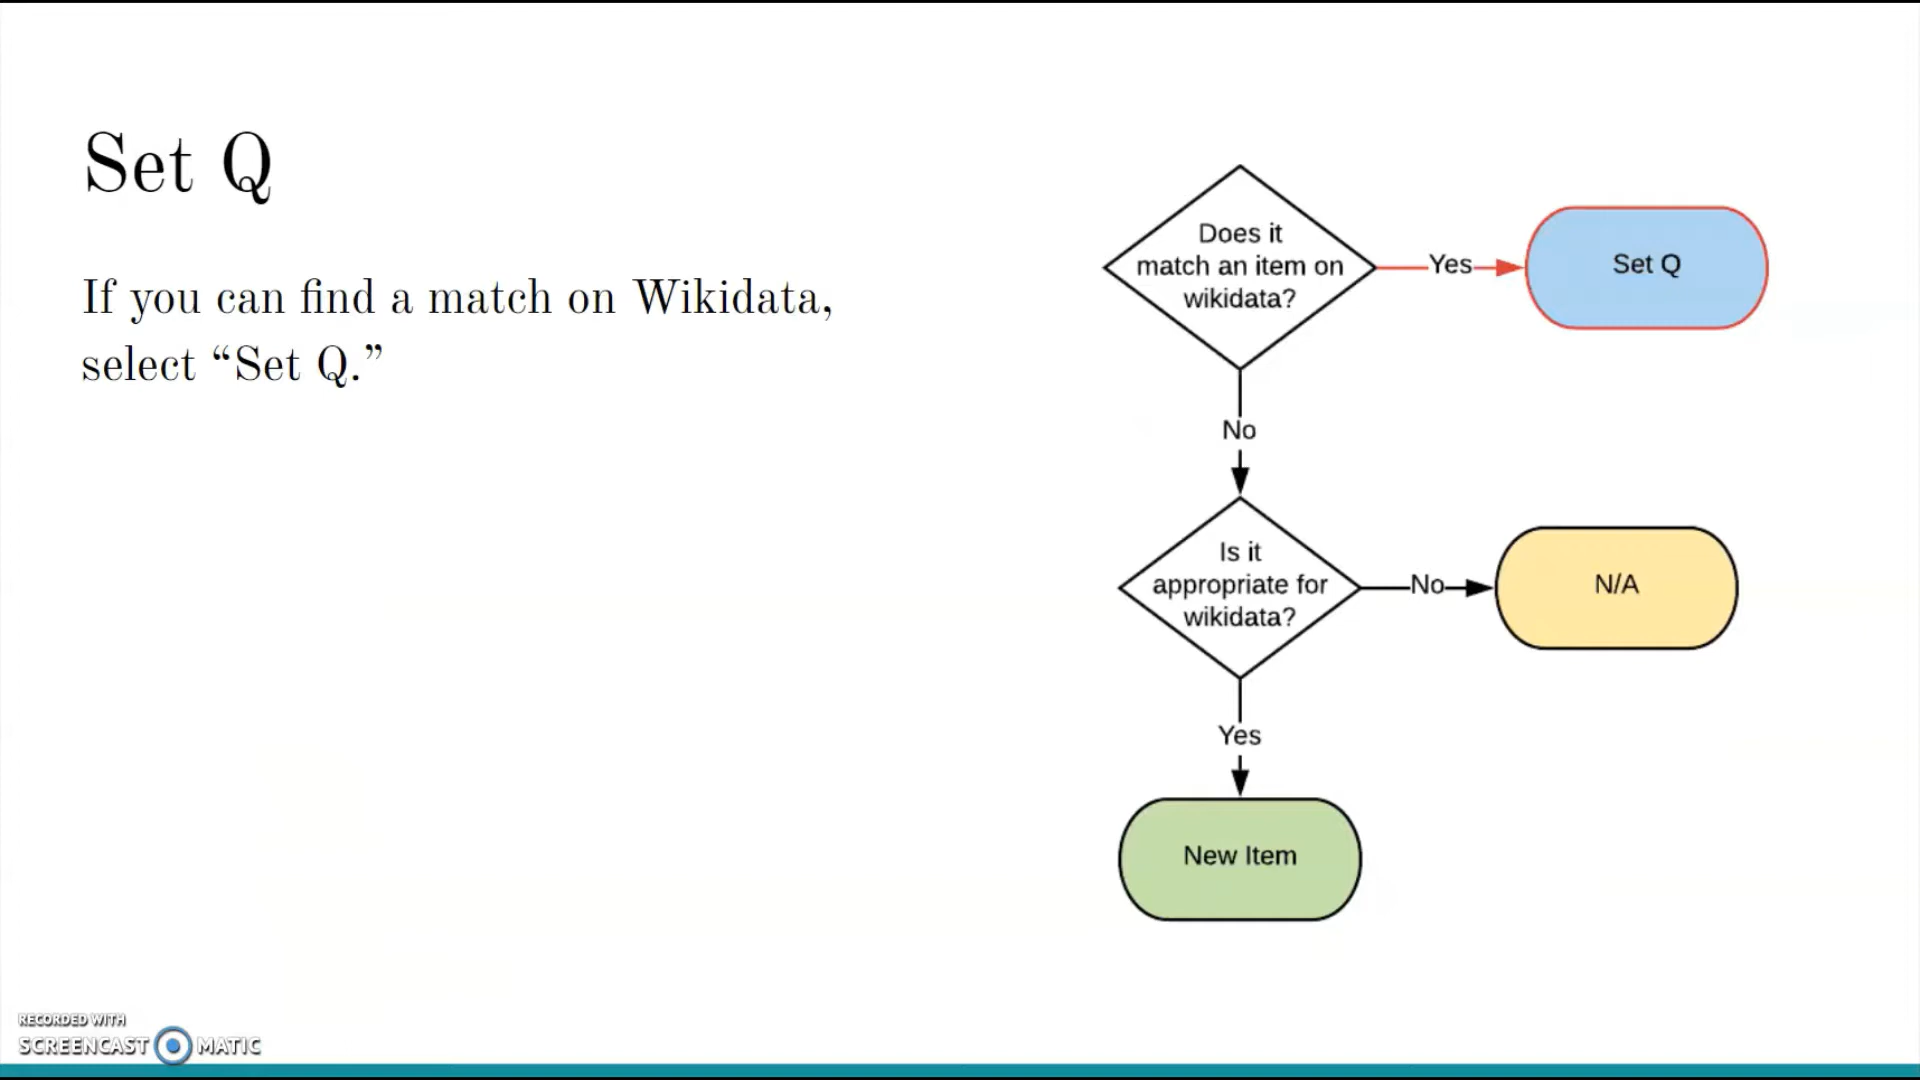 Set Q
If you can find a match on Wikidata,
select “Set Q.”
Does it
match an item on
wikidata?
Yes
Set Q
No
Is it
appropriate for
wikidata?
No
N/A
Yes
New Item
RECORDED WITH
SCREENCAST MATIC